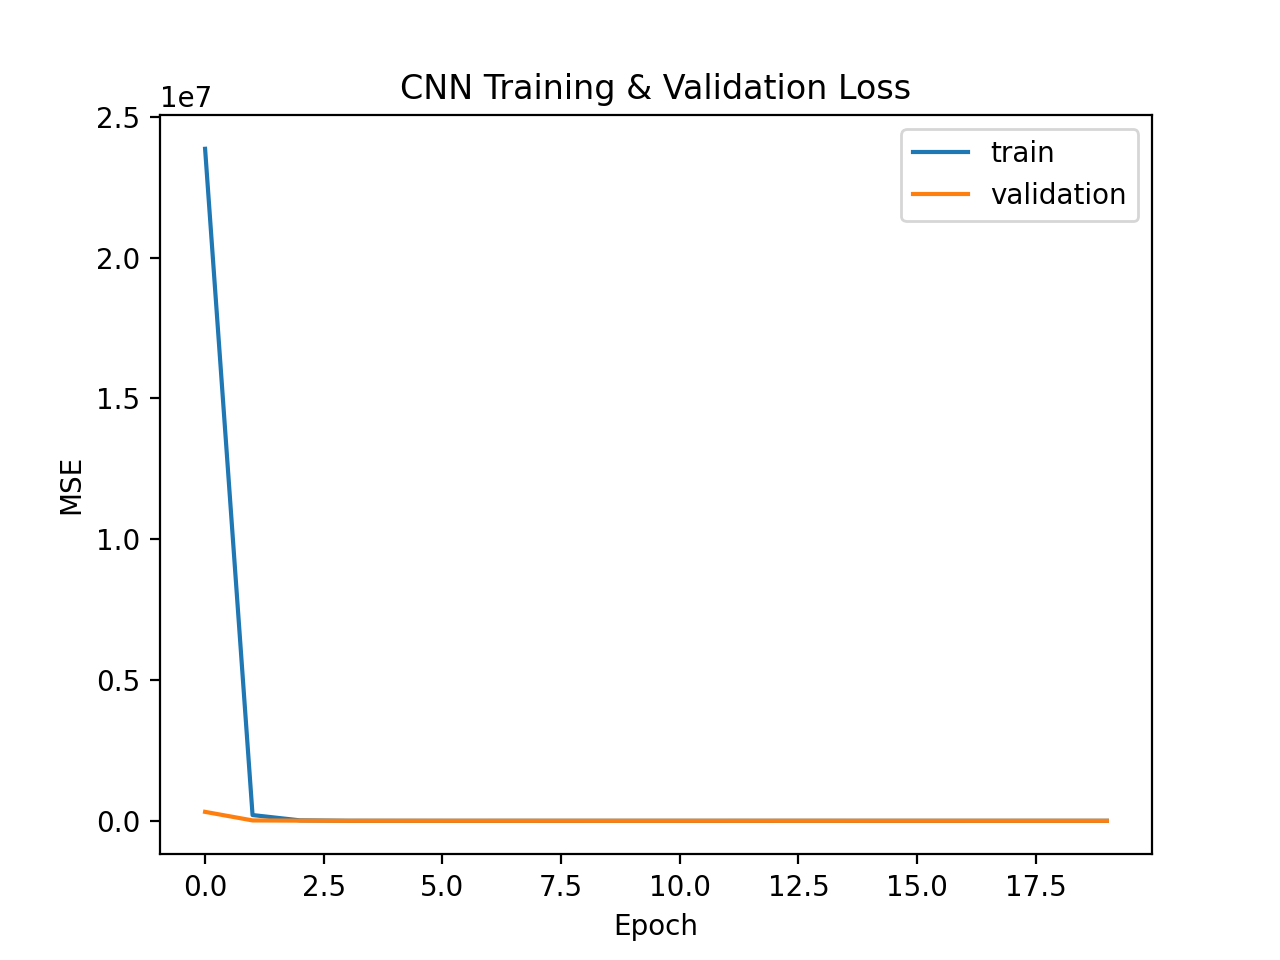 CNN Training & Validation Loss
1e7
2.5
2.0
1.5
1.0
0.5
0.0
MSE
train
validation
0.0 2.5 5.0 7.5 10.0 12.5 15.0 17.5
Epoch